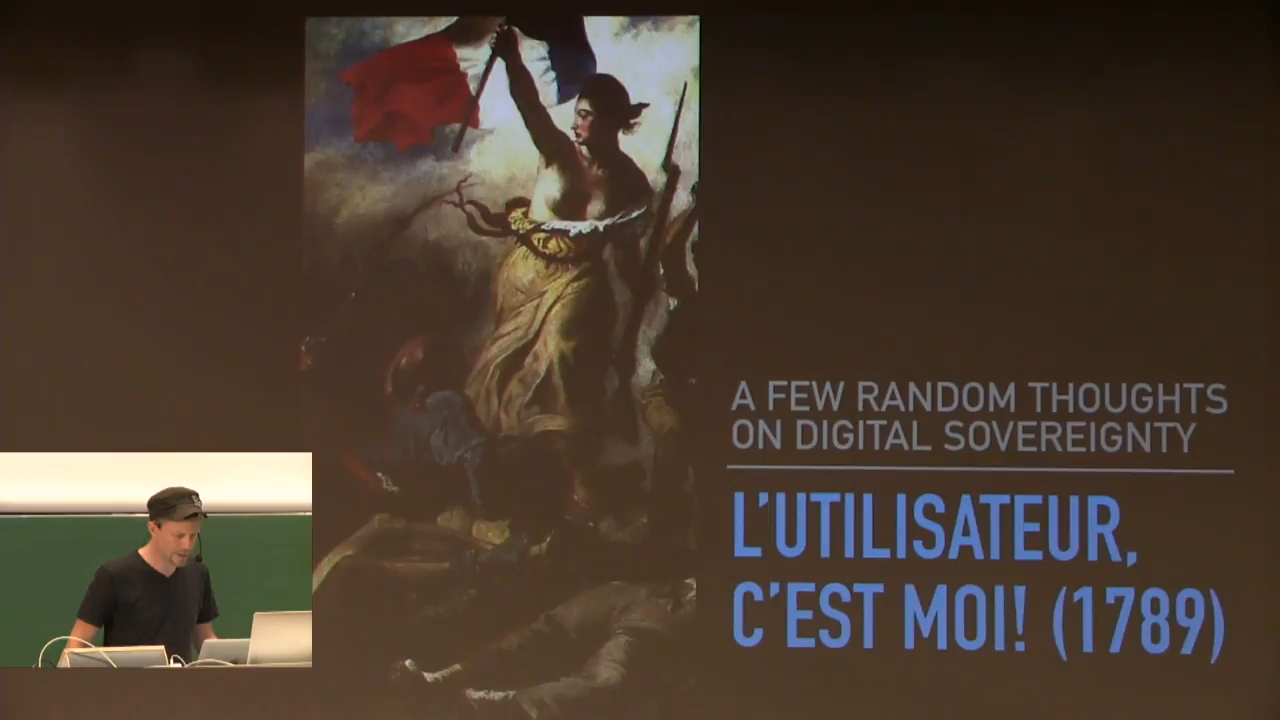 A FEW RANDOM THOUGHTS
ON DIGITAL SOVEREIGNTY
L'UTILISATEUR,
C'EST MOI! (1789)